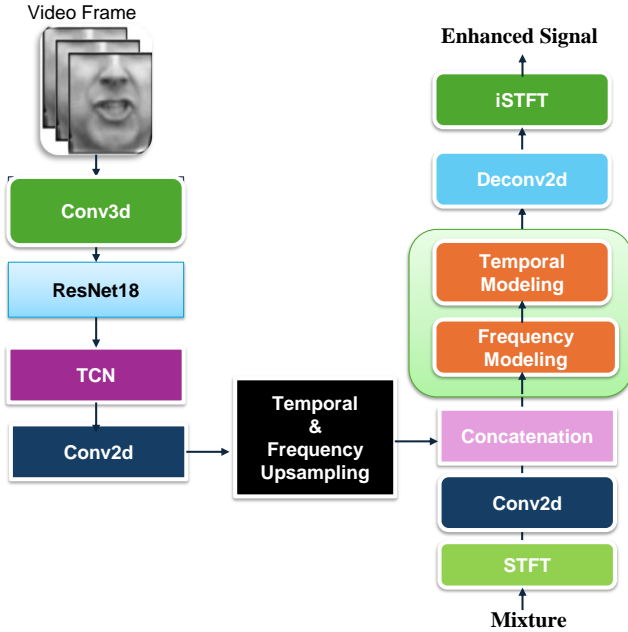 Video Frame
Conv3d
ResNet18
TCN
Conv2d
Temporal
&
Frequency
Upsampling
Enhanced Signal
iSTFT
Deconv2d
Temporal
Modeling
Frequency
Modeling
Concatenation
Conv2d
STFT
Mixture